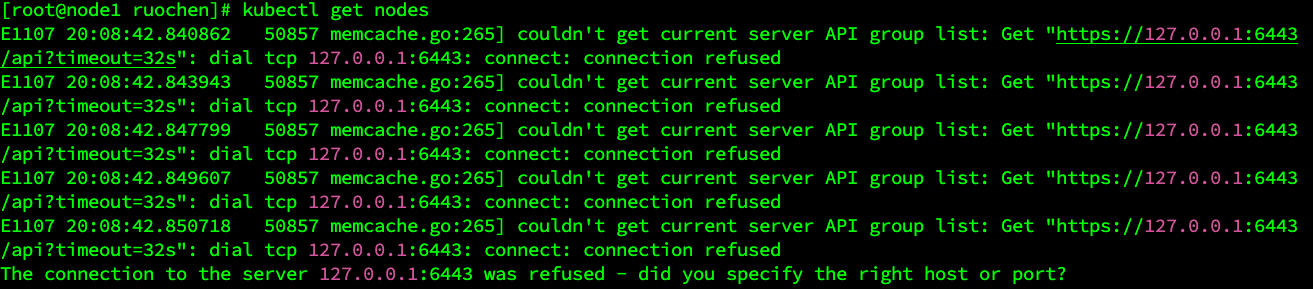 [root@node1 ruochen]# kubectl get nodes
E1107 20:08:42.840862   50857 memcache.go:265] couldn't get current server API group list: Get "https://127.0.0.1:6443
/api?timeout=32s": dial tcp 127.0.0.1:6443: connect: connection refused
E1107 20:08:42.843943   50857 memcache.go:265] couldn't get current server API group list: Get "https://127.0.0.1:6443
/api?timeout=32s": dial tcp 127.0.0.1:6443: connect: connection refused
E1107 20:08:42.847799   50857 memcache.go:265] couldn't get current server API group list: Get "https://127.0.0.1:6443
/api?timeout=32s": dial tcp 127.0.0.1:6443: connect: connection refused
E1107 20:08:42.849607   50857 memcache.go:265] couldn't get current server API group list: Get "https://127.0.0.1:6443
/api?timeout=32s": dial tcp 127.0.0.1:6443: connect: connection refused
E1107 20:08:42.850718   50857 memcache.go:265] couldn't get current server API group list: Get "https://127.0.0.1:6443
/api?timeout=32s": dial tcp 127.0.0.1:6443: connect: connection refused
The connection to the server 127.0.0.1:6443 was refused - did you specify the right host or port?